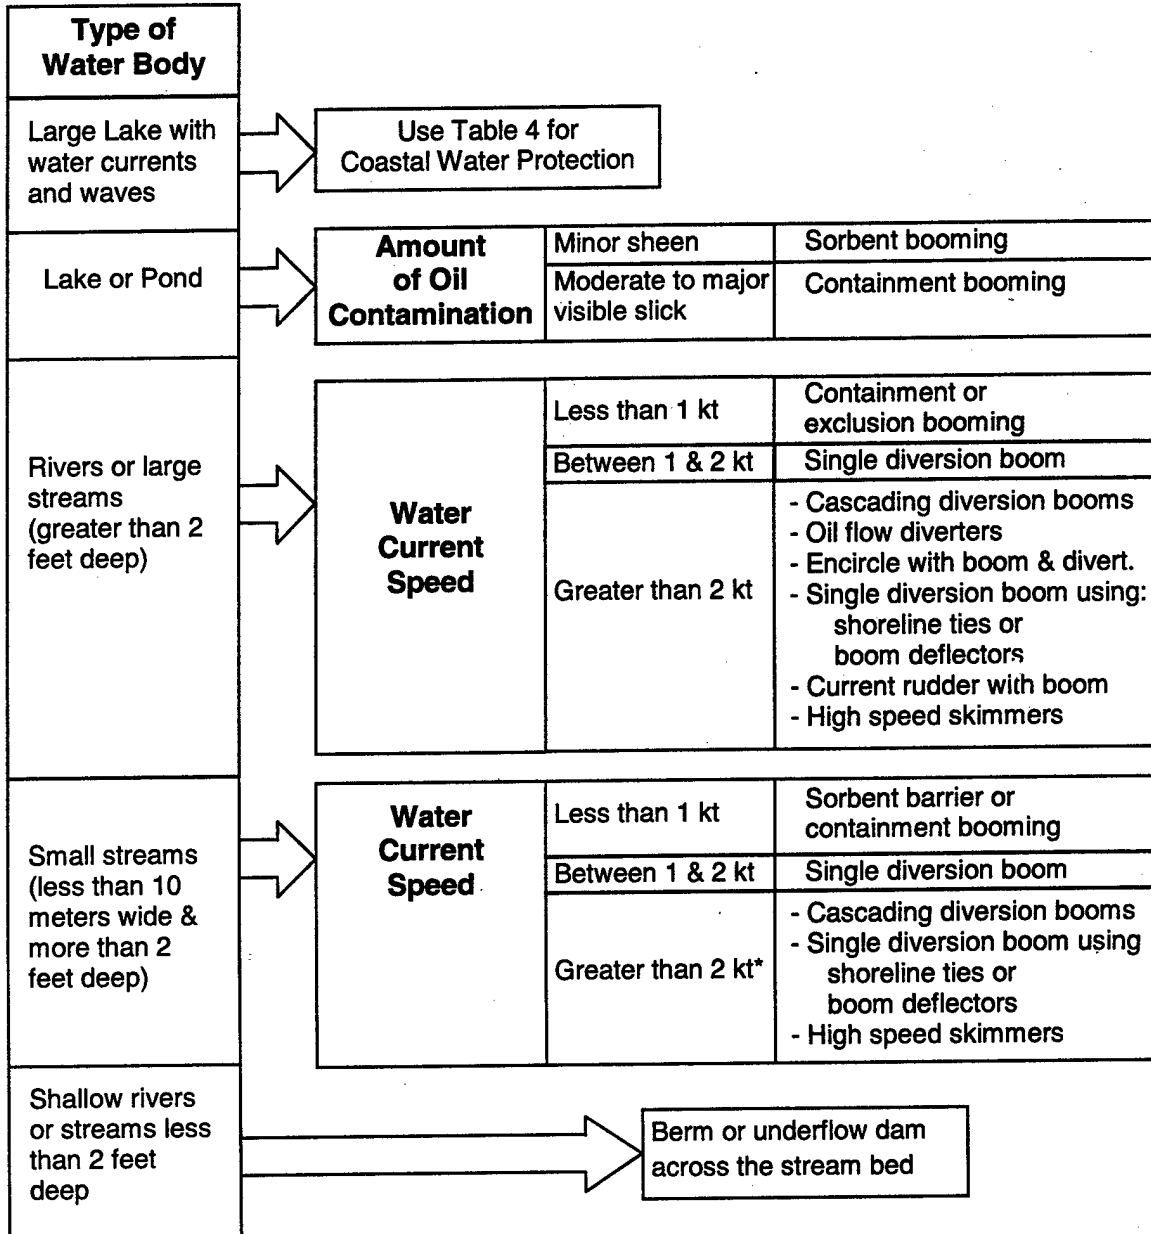 Type of
Water Body
Large Lake with
water currents
and waves
Use Table 4 for
Coastal Water Protection
Lake or Pond
Amount
of Oil
Contamination
Minor sheen
Sorbent booming
Moderate to major
visible slick
Containment booming
Rivers or large
streams
(greater than 2
feet deep)
Water
Current
Speed
Less than 1 kt
Containment or
exclusion booming
Between 1 & 2 kt
Single diversion boom
Greater than 2 kt
- Cascading diversion booms
- Oil flow diverters
- Encircle with boom & divert.
- Single diversion boom using:
shoreline ties or
boom deflectors
- Current rudder with boom
- High speed skimmers
Small streams
(less than 10
meters wide &
more than 2
feet deep)
Water
Current
Speed
Less than 1 kt
Sorbent barrier or
containment booming
Between 1 & 2 kt
Single diversion boom
Greater than 2 kt*
- Cascading diversion booms
- Single diversion boom using
shoreline ties or
boom deflectors
- High speed skimmers
Shallow rivers
or streams less
than 2 feet
deep
Berm or underflow dam
across the stream bed